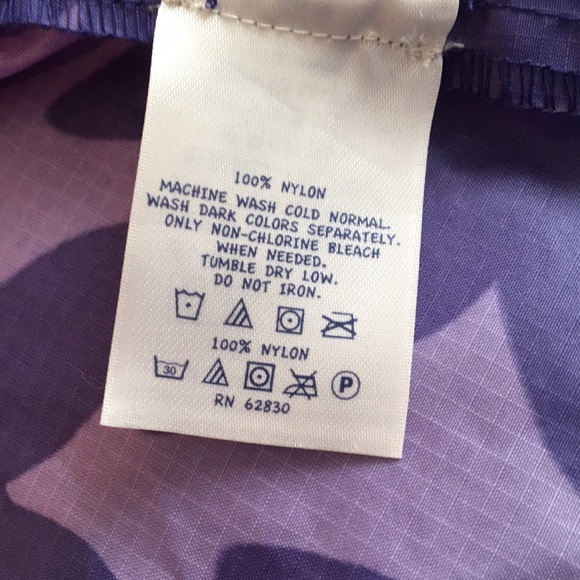 100% NYLON
MACHINE WASH COLD NORMAL.
WASH DARK COLORS SEPARATELY.
ONLY NON-CHLORINE BLEACH
WHEN NEEDED.
TUMBLE DRY LOW.
DO NOT IRON.
100% NYLON
30 P
RN 62830